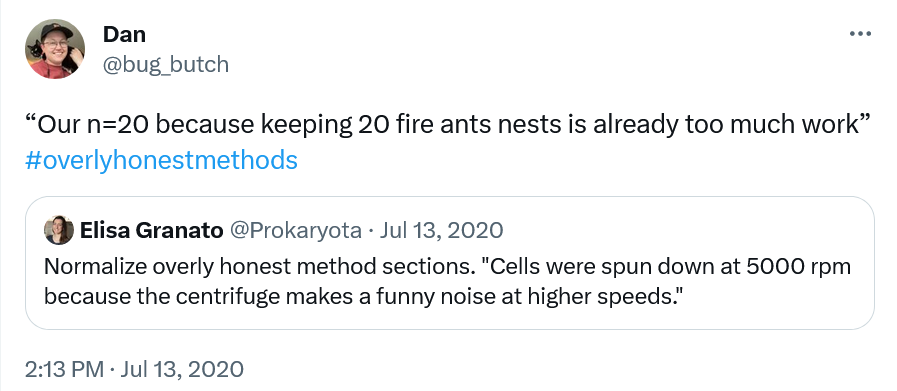 Dan
@bug_butch
“Our n=20 because keeping 20 fire ants nests is already too much work”
#overlyhonestmethods
Elisa Granato @Prokaryota · Jul 13, 2020
Normalize overly honest method sections. "Cells were spun down at 5000 rpm
because the centrifuge makes a funny noise at higher speeds."
2:13 PM · Jul 13, 2020